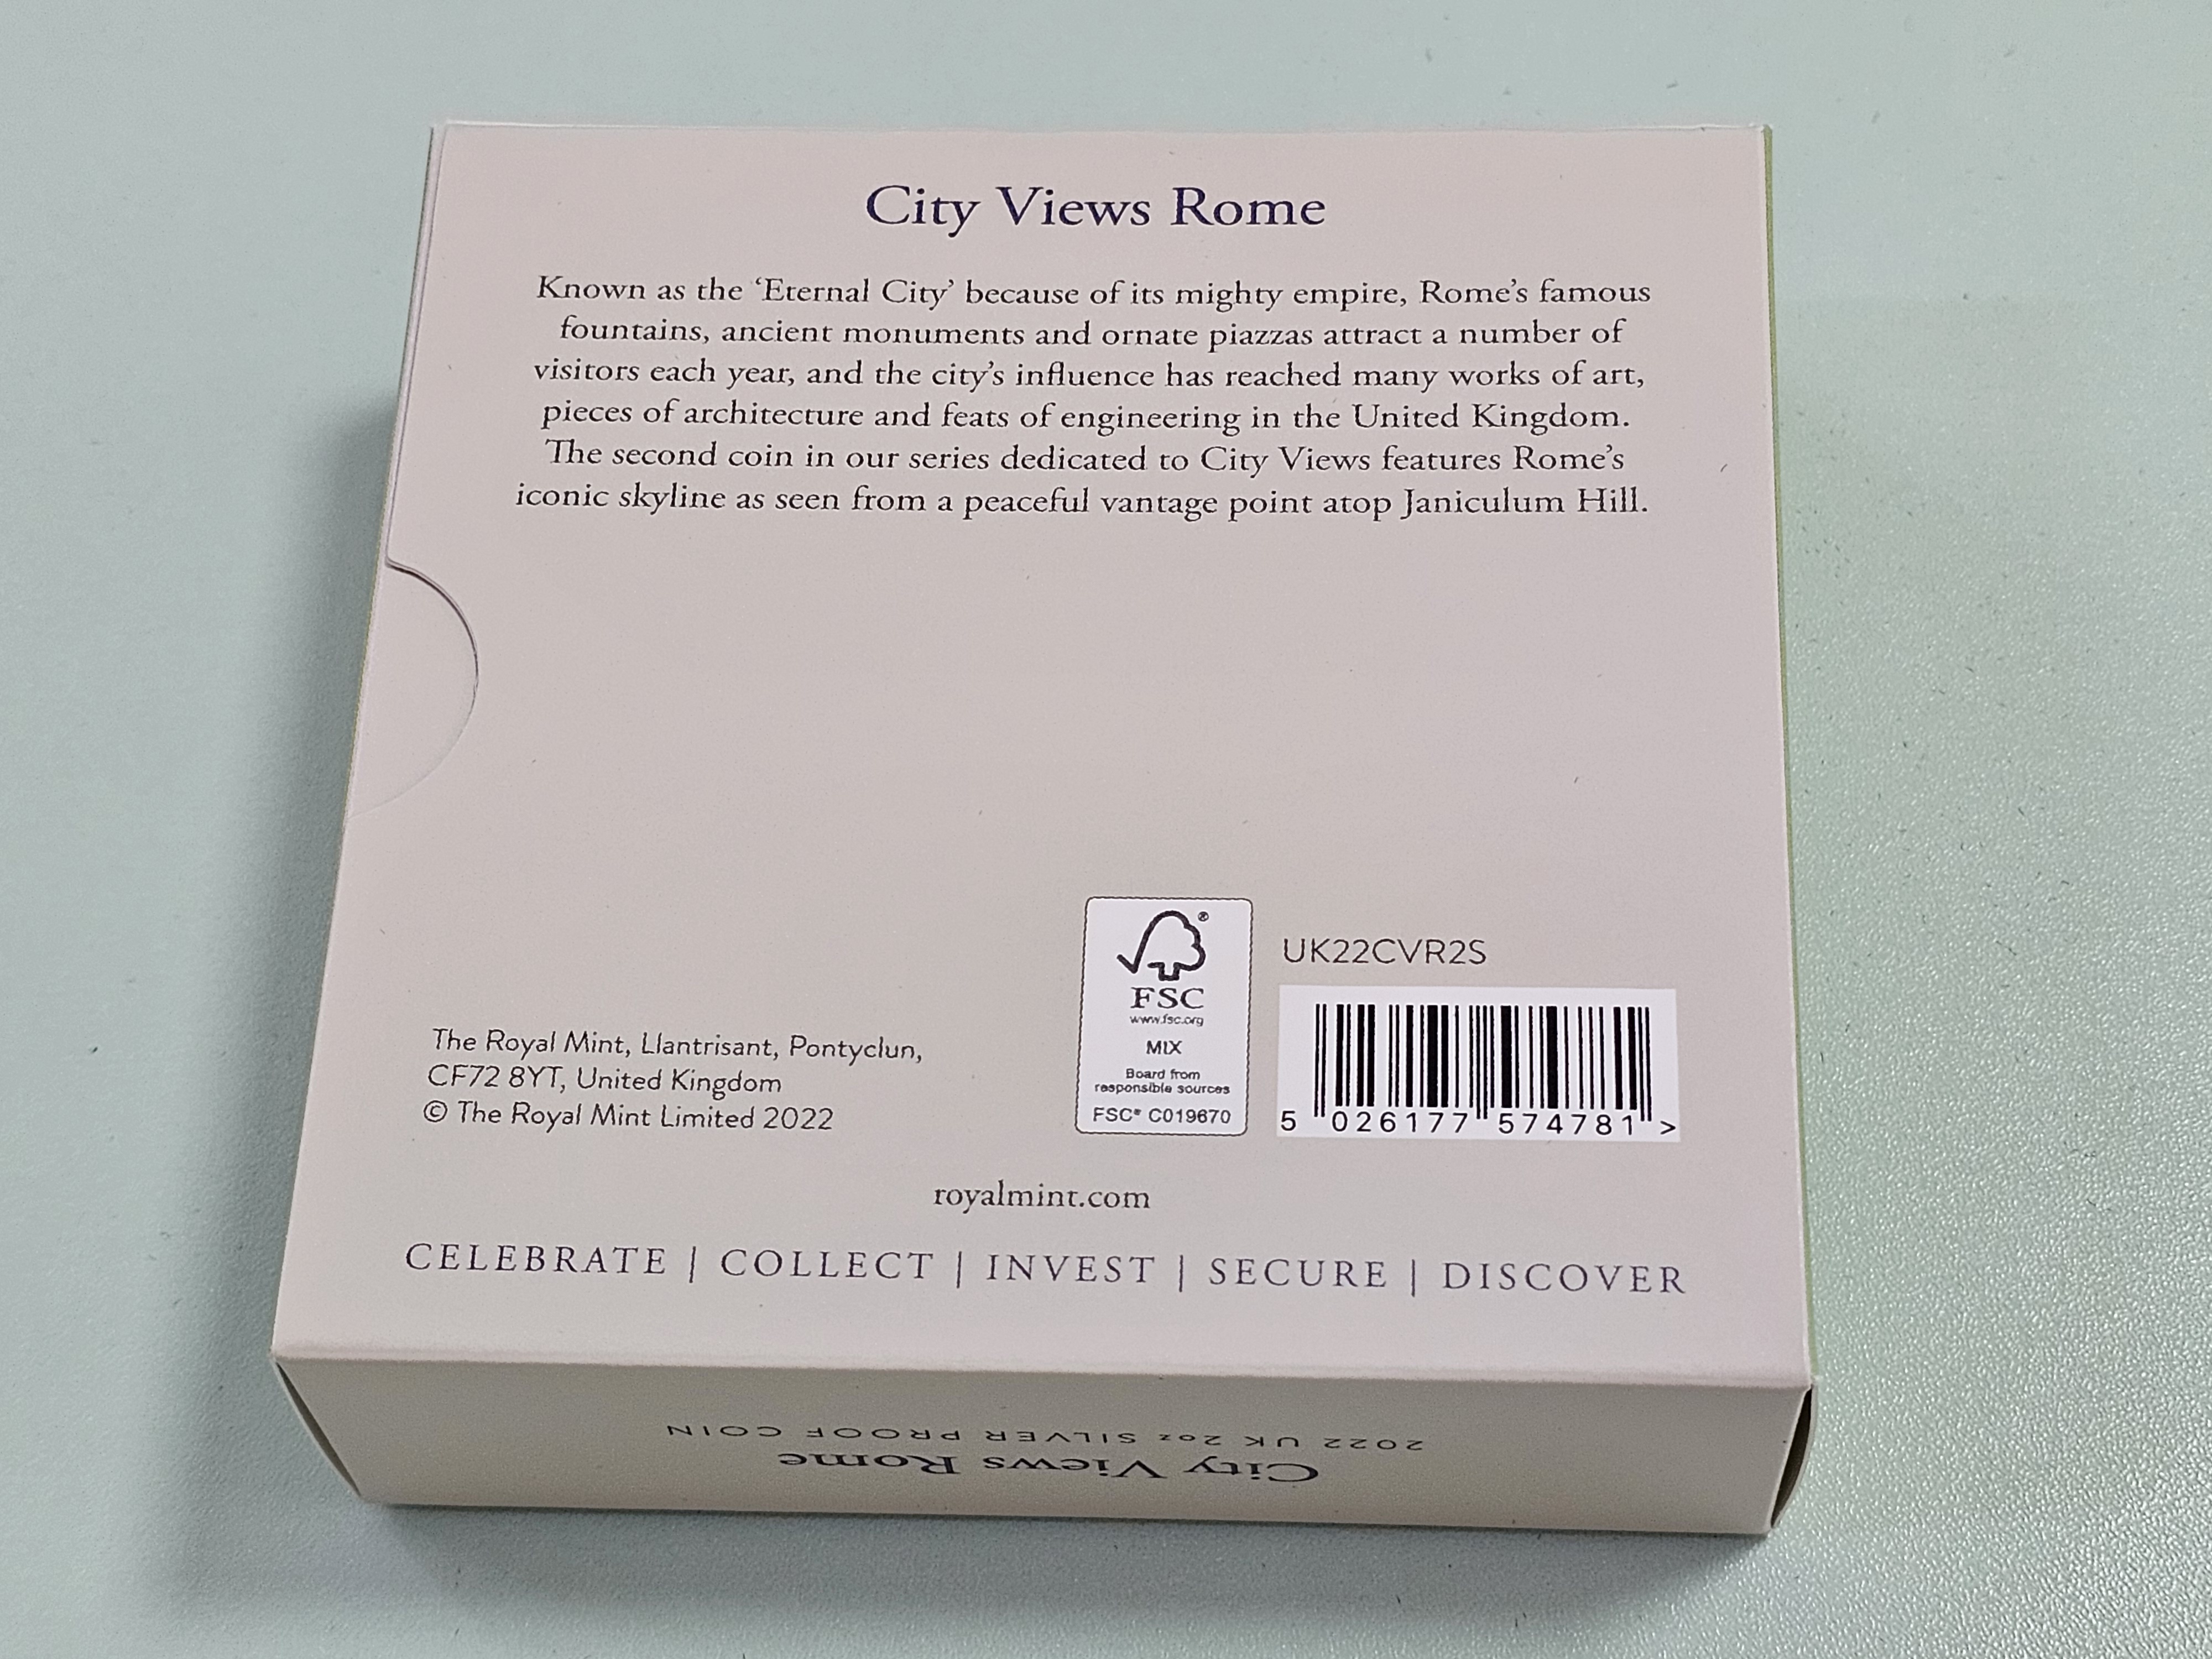 City Views Rome
Known as the ‘Eternal City’ because of its mighty empire, Rome’s famous
fountains, ancient monuments and ornate piazzas attract a number of
visitors each year, and the city’s influence has reached many works of art,
pieces of architecture and feats of engineering in the United Kingdom.
The second coin in our series dedicated to City Views features Rome’s
iconic skyline as seen from a peaceful vantage point atop Janiculum Hill.
The Royal Mint, Llantrisant, Pontyclun,
CF72 8YT, United Kingdom
© The Royal Mint Limited 2022
®
FSC
www.fsc.org
MIX
Board from
responsible sources
FSC® C019670
UK22CVR2S
5 026177 574781 >
royalmint.com
CELEBRATE | COLLECT | INVEST | SECURE | DISCOVER
City Views Rome
2022 UK 2oz SILVER PROOF COIN